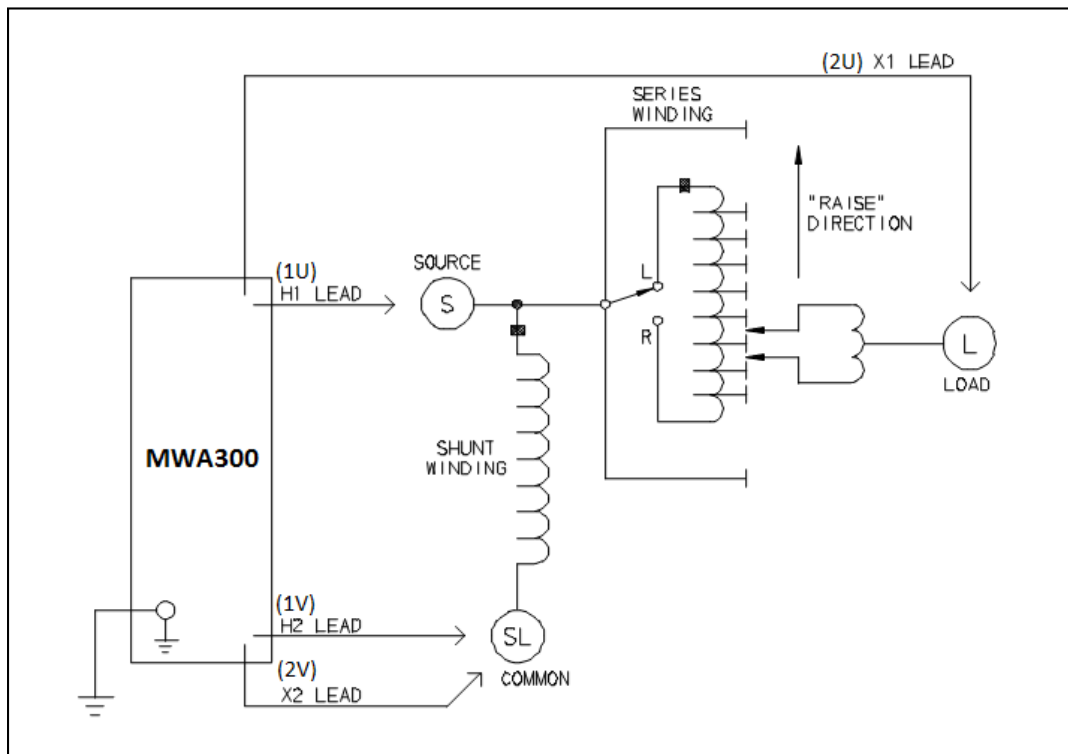 (2U) X1 LEAD
SERIES
WINDING
"RAISE"
DIRECTION
(1U)
H1 LEAD
SOURCE
S
L
R
L
LOAD
MWA300
SHUNT
WINDING
(1V)
H2 LEAD
SL
COMMON
(2V)
X2 LEAD